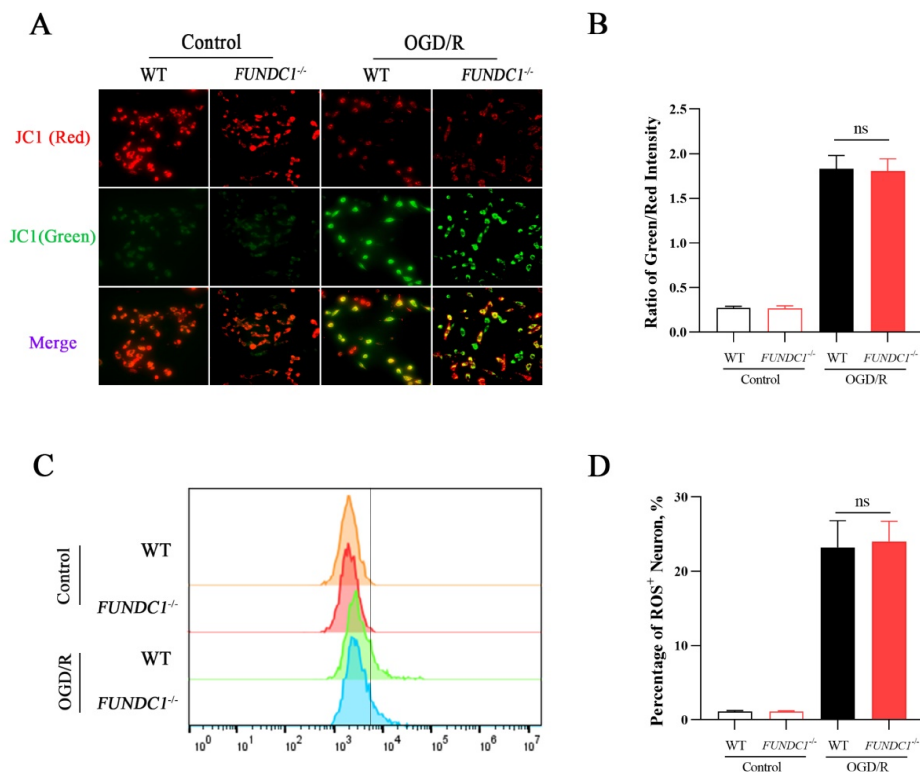 A
Control
OGD/R
WT
FUNDC1-/-
WT
FUNDC1-/-
JC1 (Red)
JC1(Green)
Merge
B
Ratio of Green/Red Intensity
2.5
2.0
1.5
1.0
0.5
0.0
ns
WT
FUNDC1-/-
WT
FUNDC1-/-
Control
OGD/R
C
Control
WT
FUNDC1-/-
OGD/R
WT
FUNDC1-/-
10⁰ 10¹ 10² 10³ 10⁴ 10⁵ 10⁶ 10⁷
D
Percentage of ROS⁺ Neuron, %
30
20
10
0
ns
WT
FUNDC1-/-
WT
FUNDC1-/-
Control
OGD/R